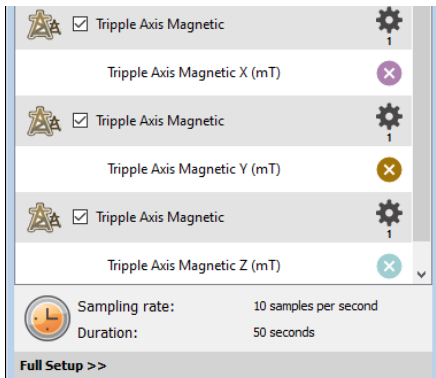 Tripple Axis Magnetic
1
Tripple Axis Magnetic X (mT)
Tripple Axis Magnetic
1
Tripple Axis Magnetic Y (mT)
Tripple Axis Magnetic
1
Tripple Axis Magnetic Z (mT)
Sampling rate: 10 samples per second
Duration: 50 seconds
Full Setup >>